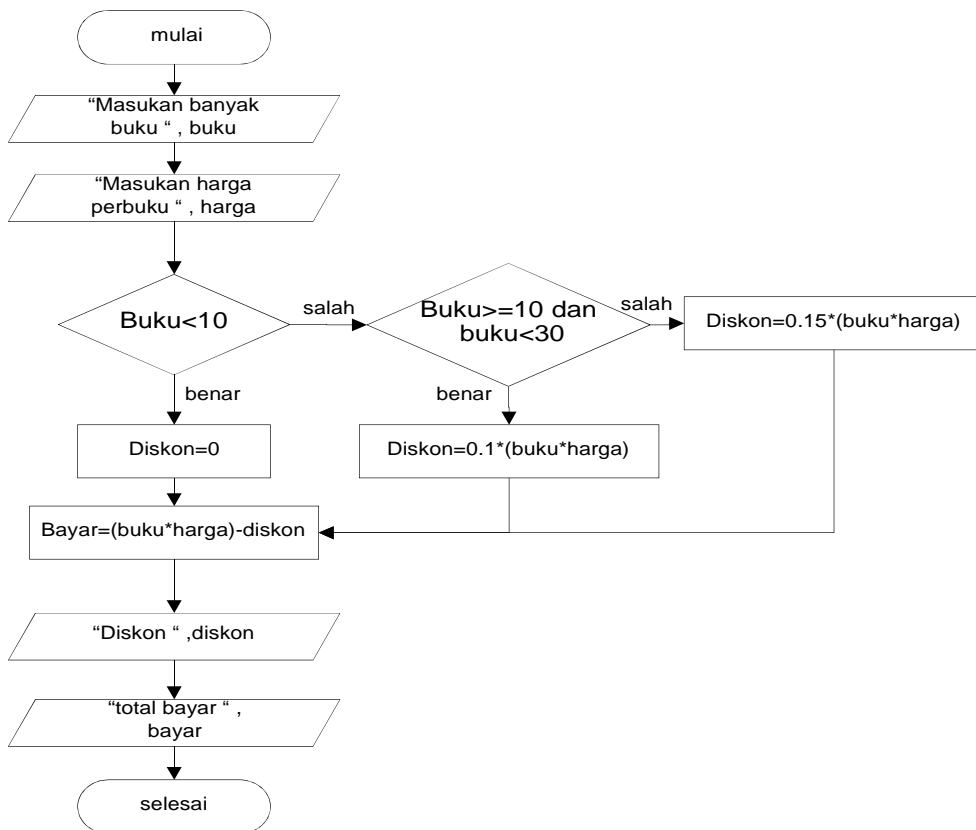 mulai
“Masukan banyak
buku “ , buku
“Masukan harga
perbuku “ , harga
Buku<10
salah
Buku>=10 dan
buku<30
salah
Diskon=0.15*(buku*harga)
benar
benar
Diskon=0
Diskon=0.1*(buku*harga)
Bayar=(buku*harga)-diskon
“Diskon “ ,diskon
“total bayar “ ,
bayar
selesai